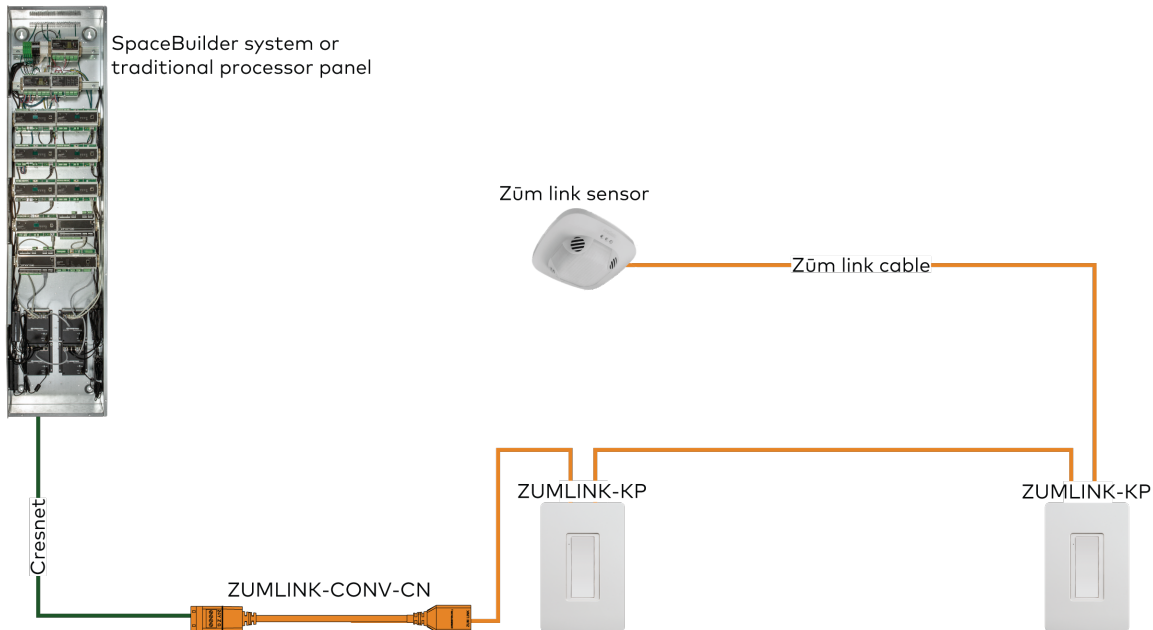 SpaceBuilder system or
traditional processor panel
Zūm link sensor
Zūm link cable
ZUMLINK-KP
ZUMLINK-KP
Cresnet
ZUMLINK-CONV-CN